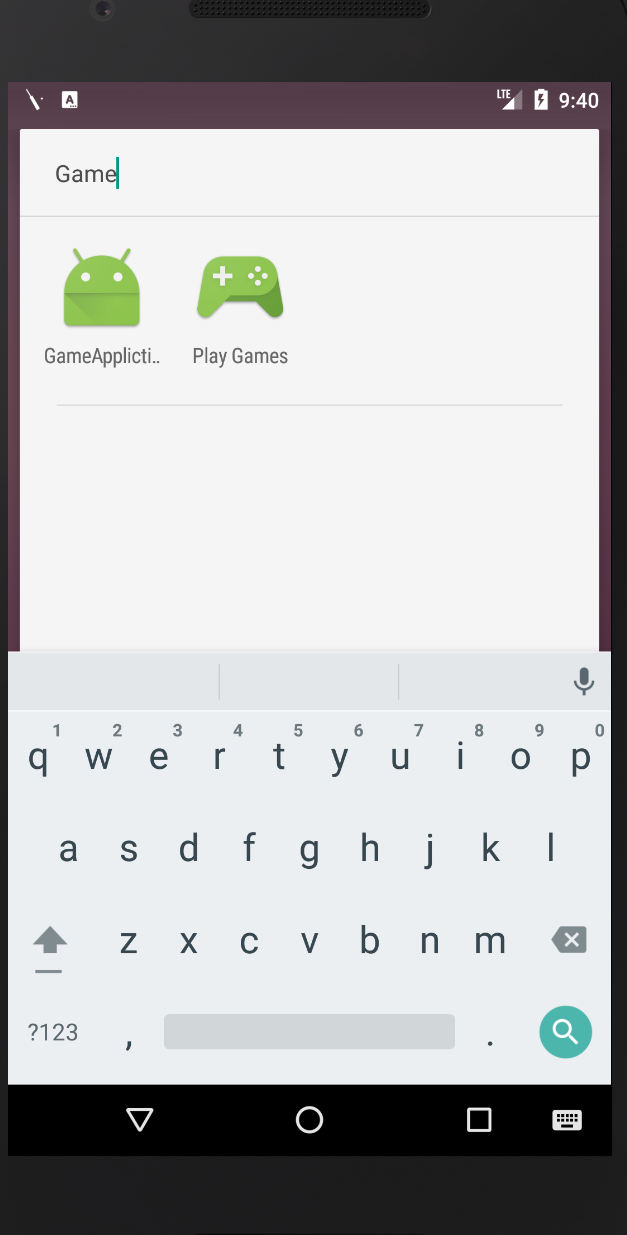 LTE 9:40
A
Game
GameApplicti..
Play Games
1 2 3 4 5 6 7 8 9 0
q w e r t y u i o p
a s d f g h j k l
z x c v b n m
?123 , .